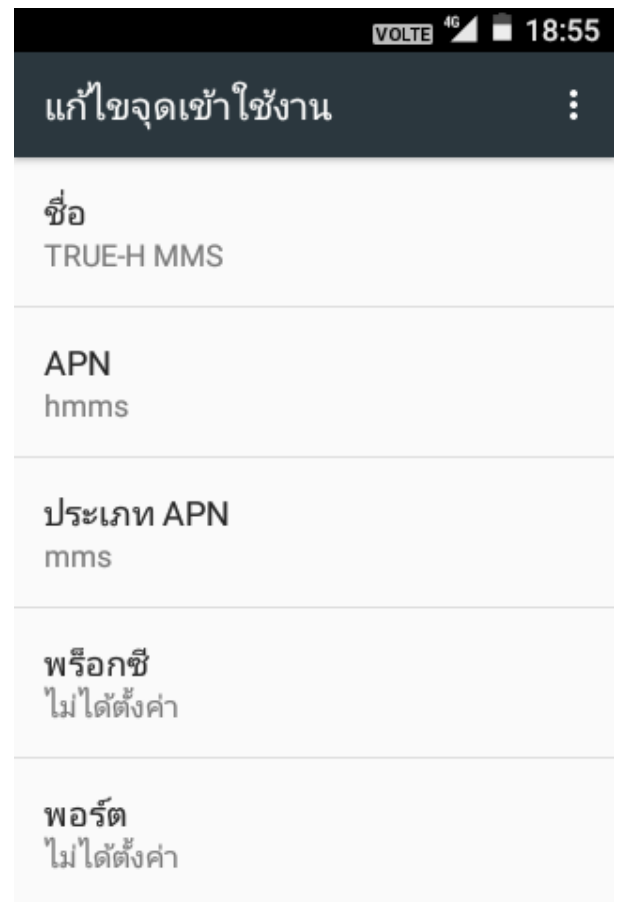 VOLTE 4G 18:55
แก้ไขจุดเข้าใช้งาน
ชื่อ
TRUE-H MMS
APN
hmms
ประเภท APN
mms
พร็อกซี
ไม่ได้ตั้งค่า
พอร์ต
ไม่ได้ตั้งค่า